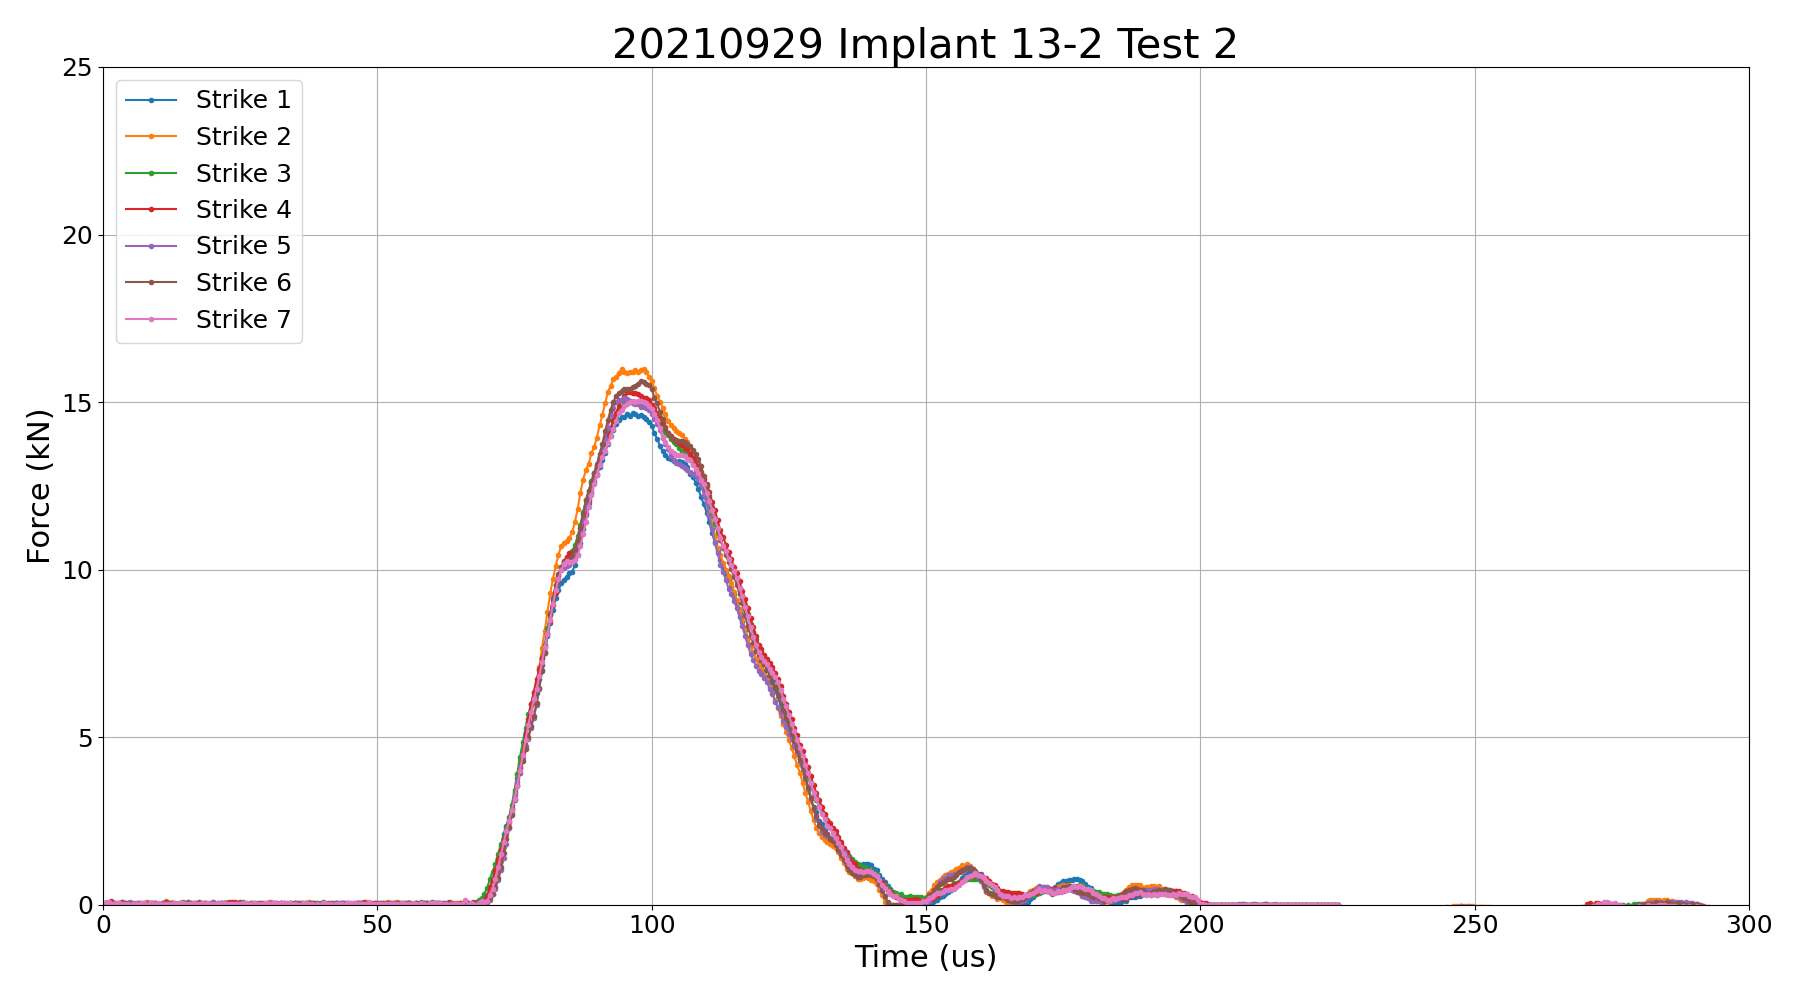 20210929 Implant 13-2 Test 2
25
20
15
10
5
0
Force (kN)
Strike 1
Strike 2
Strike 3
Strike 4
Strike 5
Strike 6
Strike 7
0 50 100 150 200 250 300
Time (us)